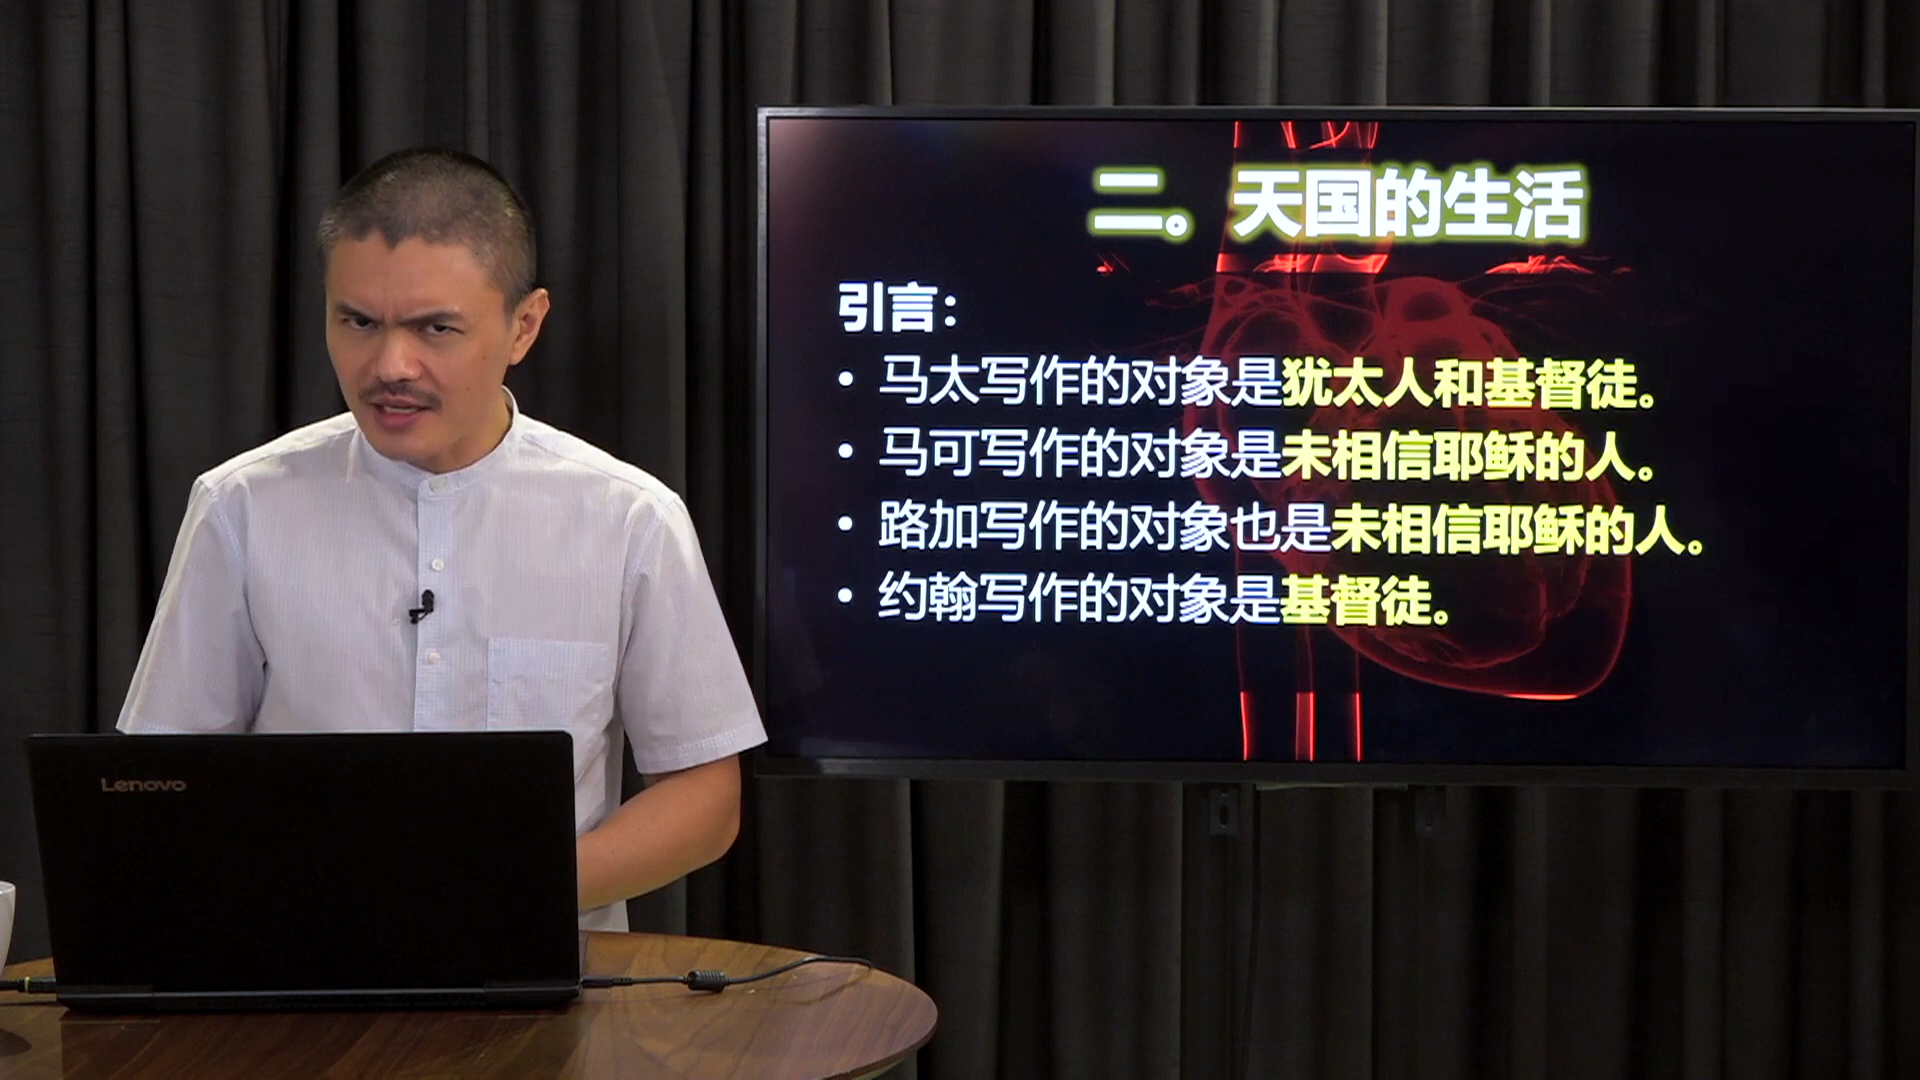 二。天国的生活
引言：
• 马太写作的对象是犹太人和基督徒。
• 马可写作的对象是未相信耶稣的人。
• 路加写作的对象也是未相信耶稣的人。
• 约翰写作的对象是基督徒。
Lenovo